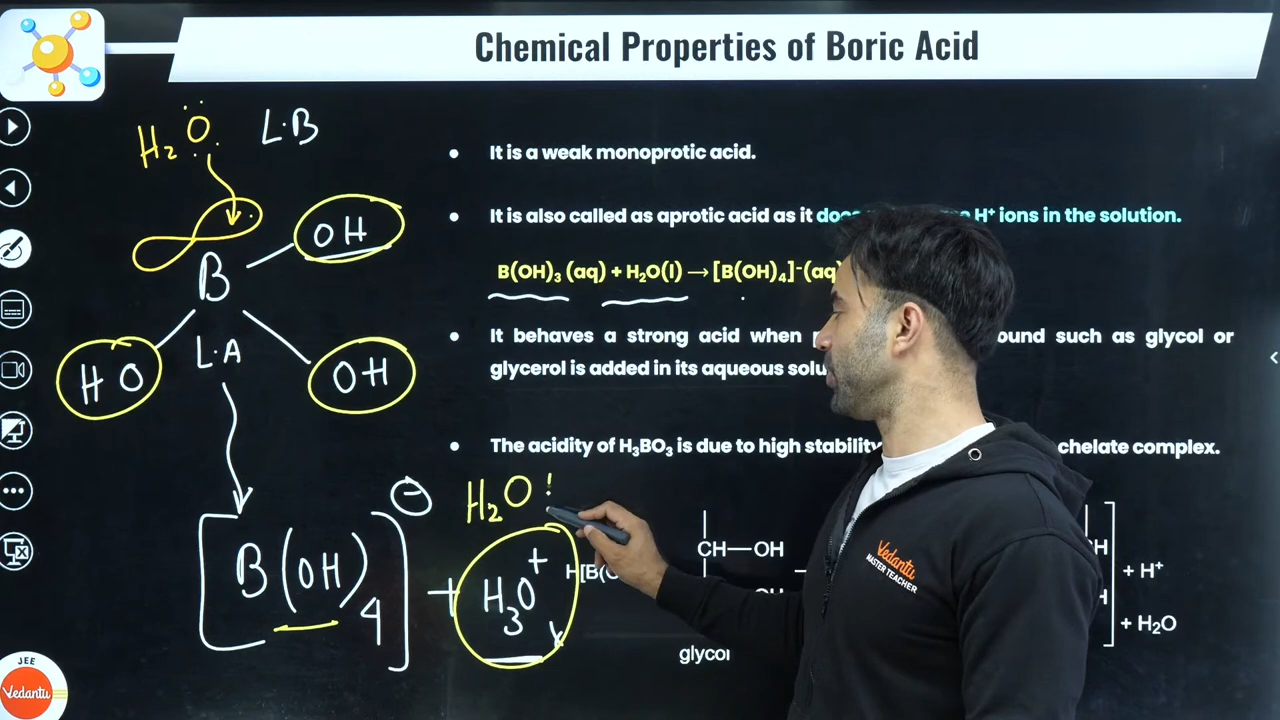 Chemical Properties of Boric Acid
H₂O L·B
B
OH
HO
OH
L·A
[B(OH)₄]⊖ + H₃O⁺
H₂O
It is a weak monoprotic acid.
It is also called as aprotic acid as it H⁺ ions in the solution.
B(OH)₃ (aq) + H₂O(l) → [B(OH)₄]⁻(aq)
It behaves a strong acid when such as glycol or
glycerol is added in its aqueous
The acidity of H₃BO₃ is due to high stability chelate complex.
CH—OH
+ H⁺
+ H₂O
Vedantu
MASTER TEACHER
JEE
Vedantu